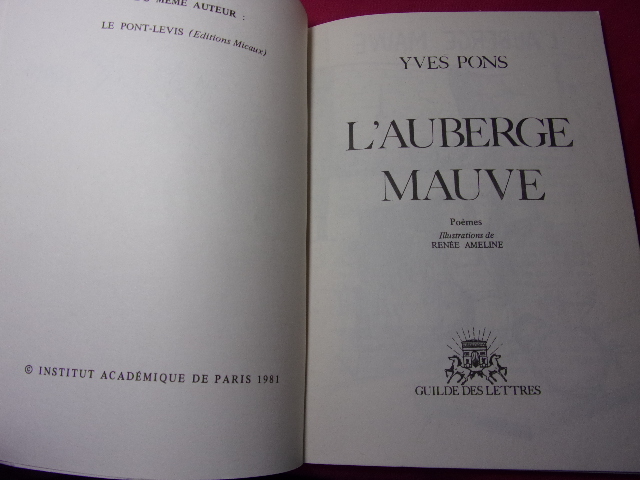 MÊME AUTEUR :
LE PONT-LEVIS (Editions Micaux)
© INSTITUT ACADÉMIQUE DE PARIS 1981
YVES PONS
L'AUBERGE
MAUVE
Poèmes
Illustrations de
RENÉE AMELINE
GUILDE DES LETTRES